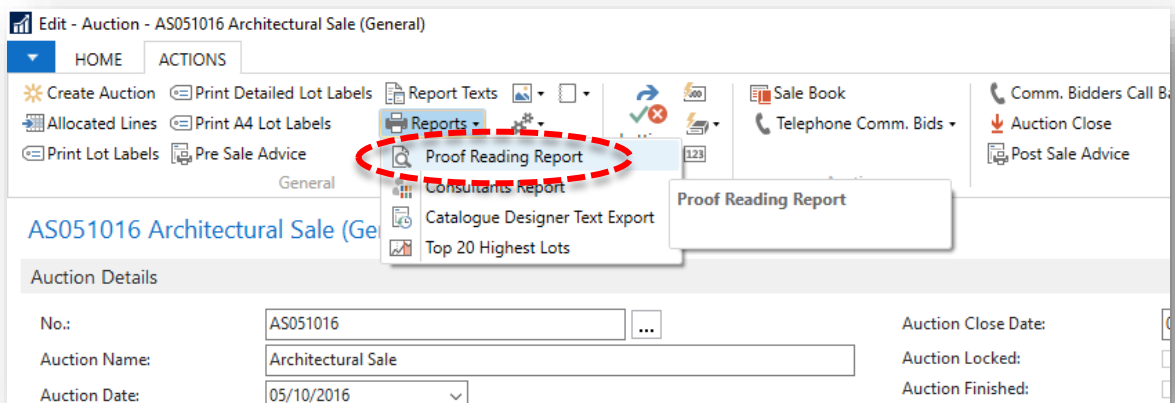 Edit - Auction - AS051016 Architectural Sale (General)
HOME ACTIONS
Create Auction Print Detailed Lot Labels Report Texts Sale Book Comm. Bidders Call
Allocated Lines Print A4 Lot Labels Reports Telephone Comm. Bids Auction Close
Print Lot Labels Pre Sale Advice 123 Post Sale Advice
General
Proof Reading Report
Consultants Report
Catalogue Designer Text Export
Top 20 Highest Lots
Proof Reading Report
AS051016 Architectural Sale (Ge
Auction Details
No.: AS051016 ... Auction Close Date:
Auction Name: Architectural Sale Auction Locked:
Auction Date: 05/10/2016 Auction Finished: